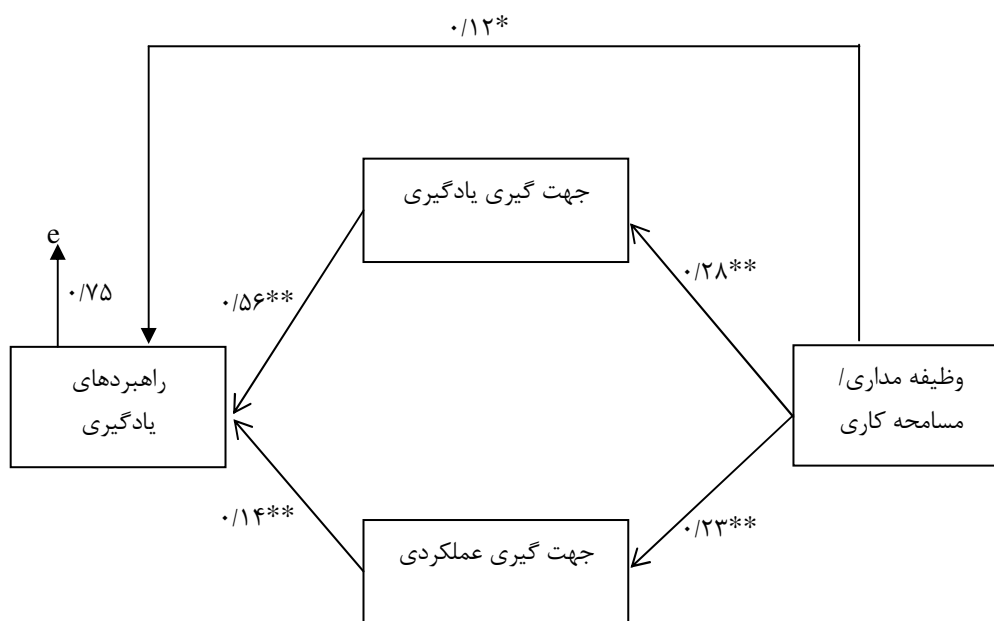 ۰/۱۲*
جهت گیری یادگیری
e
۰/۲۸**
۰/۷۵
۰/۵۶**
وظیفه مداری/
مسامحه کاری
راهبردهای
یادگیری
۰/۱۴**
۰/۲۳**
جهت گیری عملکردی